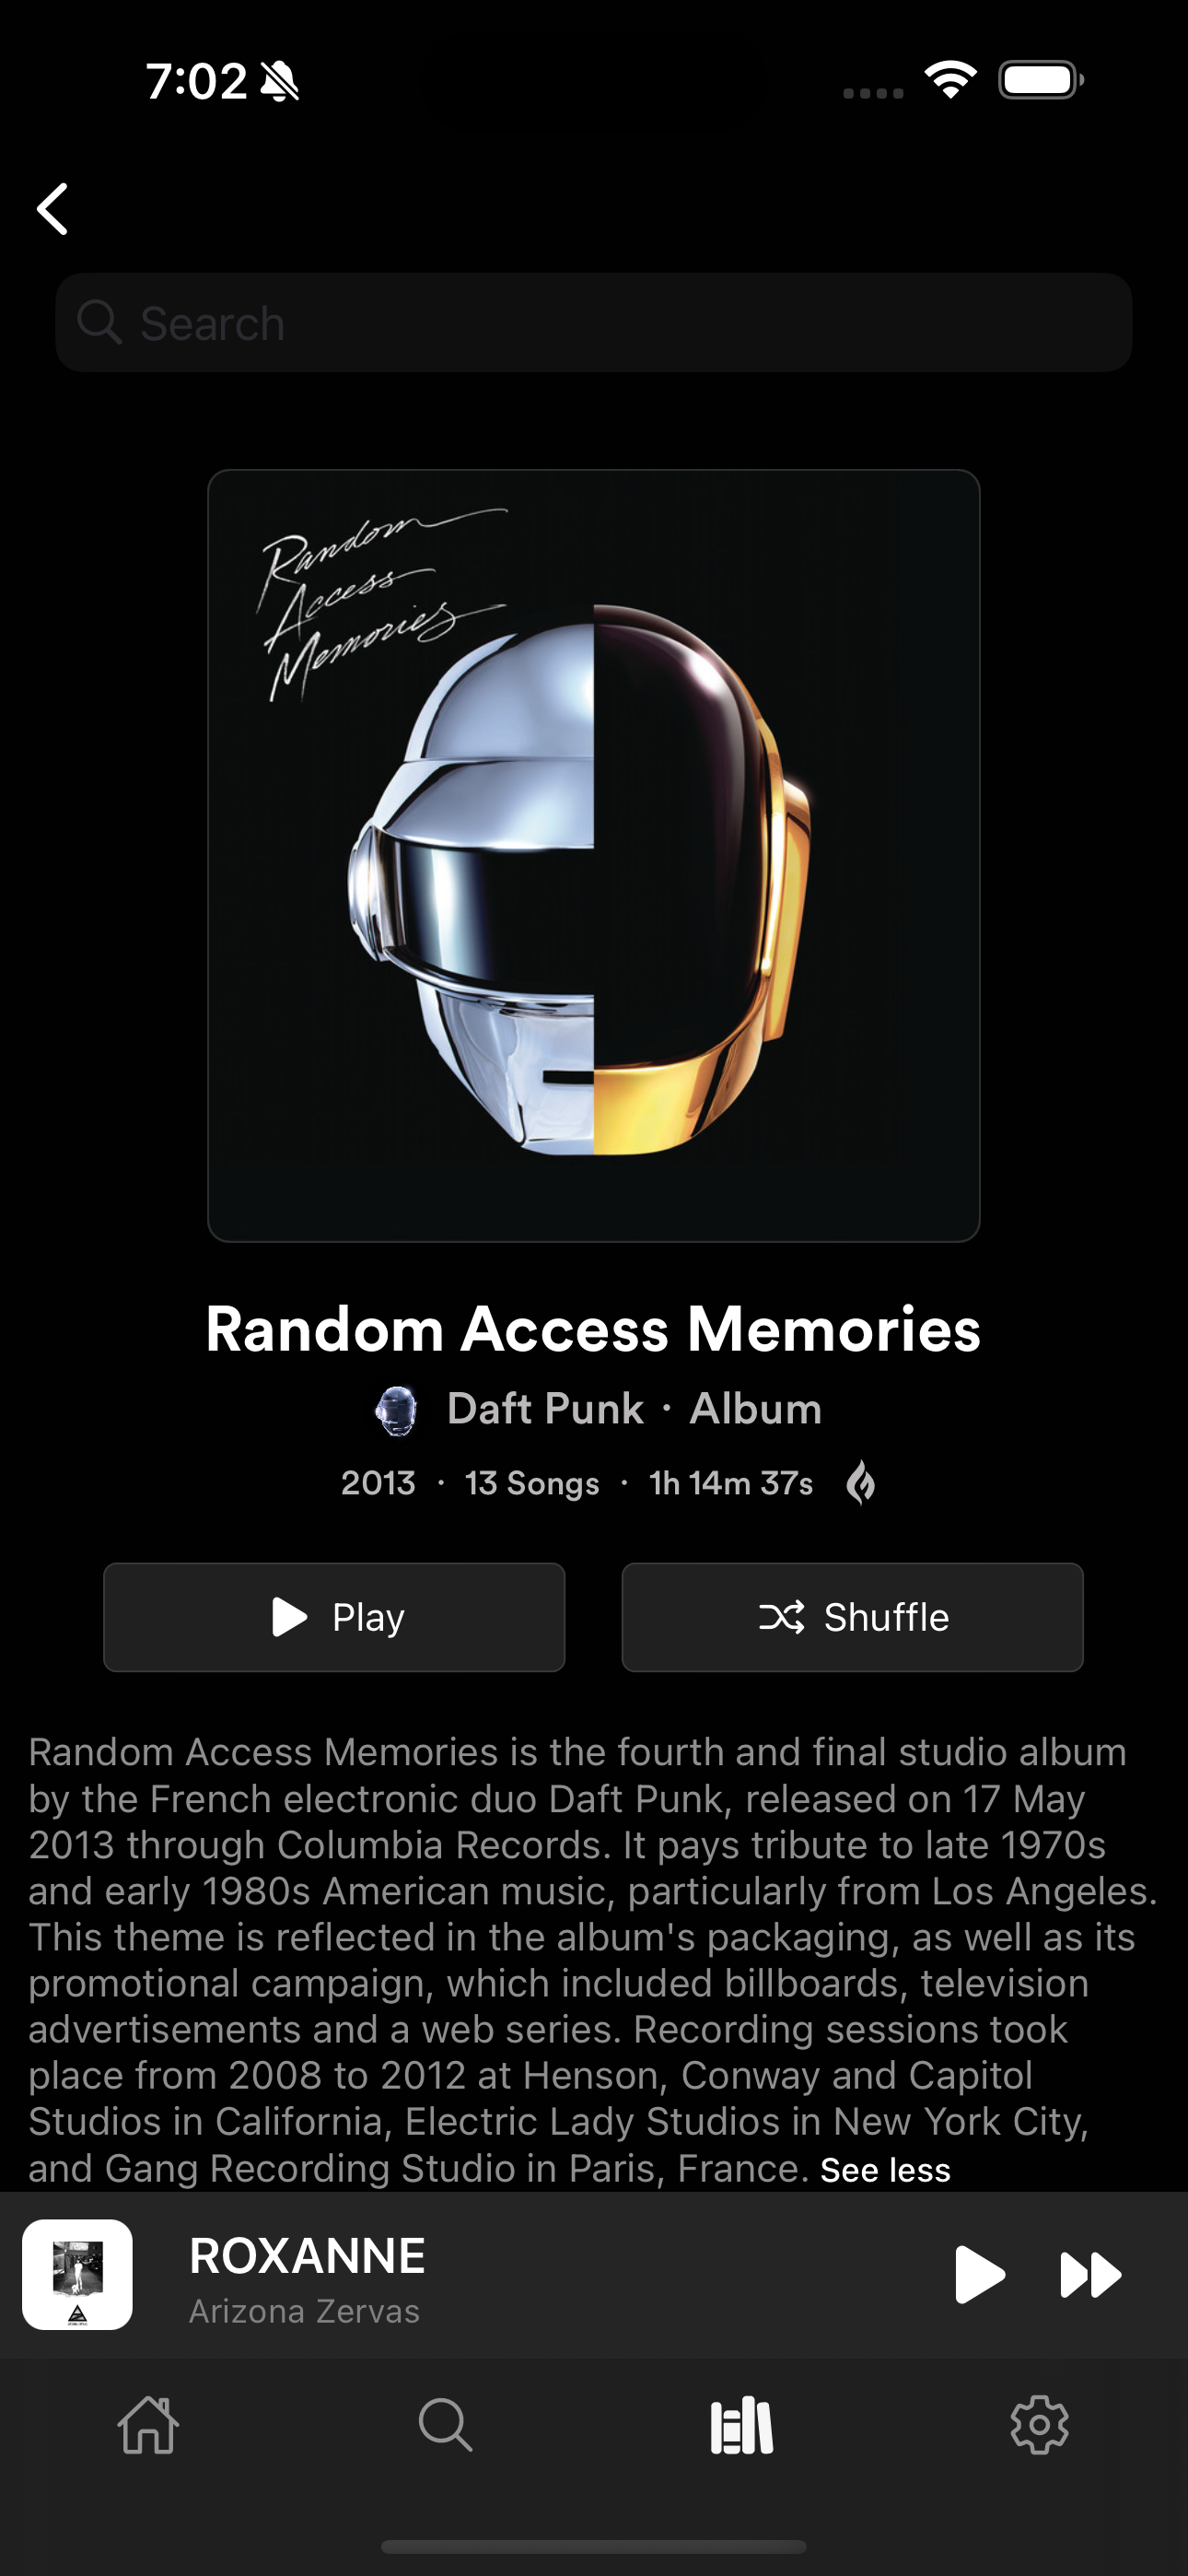 7:02
Search
Random
Access
Memories
Random Access Memories
Daft Punk · Album
2013 · 13 Songs · 1h 14m 37s
Play
Shuffle
Random Access Memories is the fourth and final studio album
by the French electronic duo Daft Punk, released on 17 May
2013 through Columbia Records. It pays tribute to late 1970s
and early 1980s American music, particularly from Los Angeles.
This theme is reflected in the album's packaging, as well as its
promotional campaign, which included billboards, television
advertisements and a web series. Recording sessions took
place from 2008 to 2012 at Henson, Conway and Capitol
Studios in California, Electric Lady Studios in New York City,
and Gang Recording Studio in Paris, France. See less
ROXANNE
Arizona Zervas